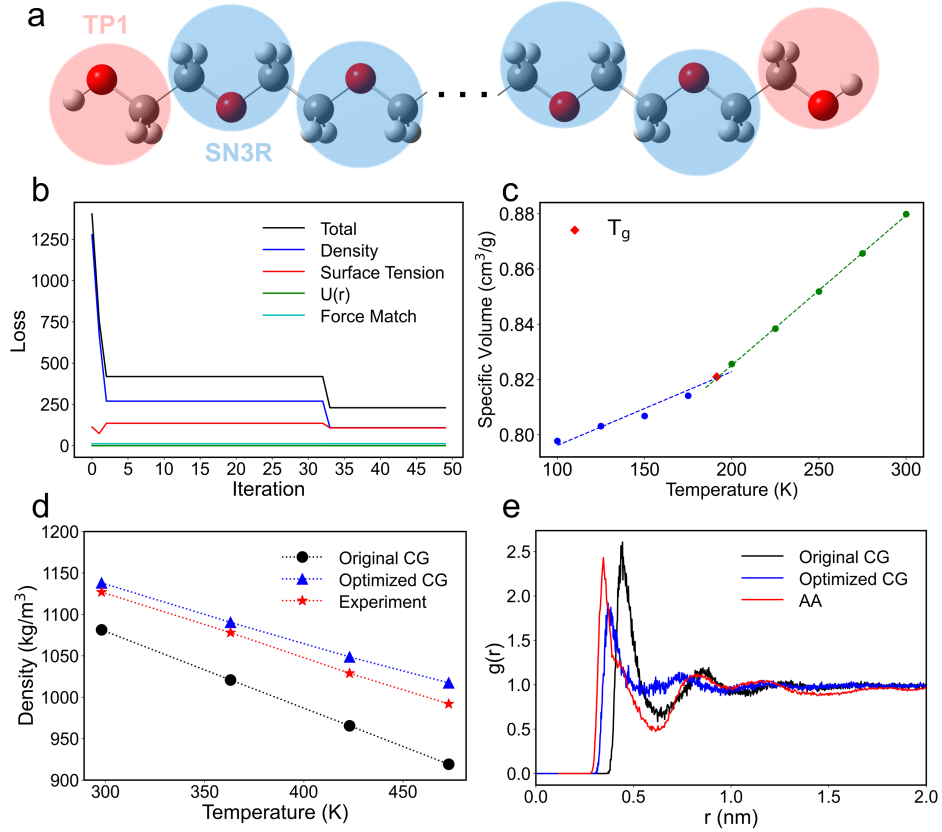 a
TP1
SN3R
...
b
Total
Density
Surface Tension
U(r)
Force Match
1250
1000
750
500
250
0
Loss
0 5 10 15 20 25 30 35 40 45 50
Iteration
c
T_g
0.88
0.86
0.84
0.82
0.80
Specific Volume (cm³/g)
100 150 200 250 300
Temperature (K)
d
Original CG
Optimized CG
Experiment
1200
1150
1100
1050
1000
950
900
Density (kg/m³)
300 350 400 450
Temperature (K)
e
Original CG
Optimized CG
AA
2.5
2.0
1.5
1.0
0.5
0.0
g(r)
0.0 0.5 1.0 1.5 2.0
r (nm)